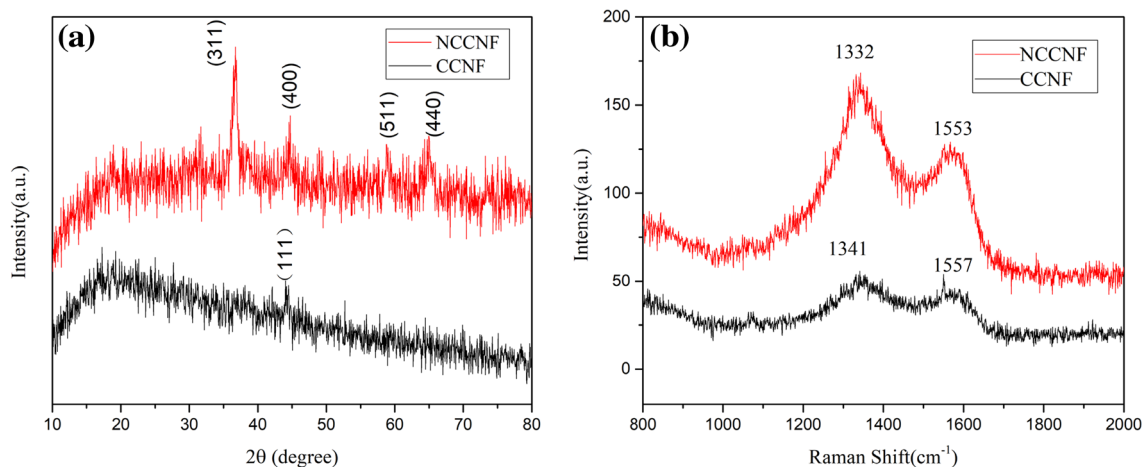 (a)
NCCNF
CCNF
(311)
(400)
(511)
(440)
(111)
Intensity(a.u.)
10 20 30 40 50 60 70 80
2θ (degree)
(b)
NCCNF
CCNF
1332
1553
1341
1557
200
150
100
50
0
Intensity(a.u.)
800 1000 1200 1400 1600 1800 2000
Raman Shift(cm⁻¹)